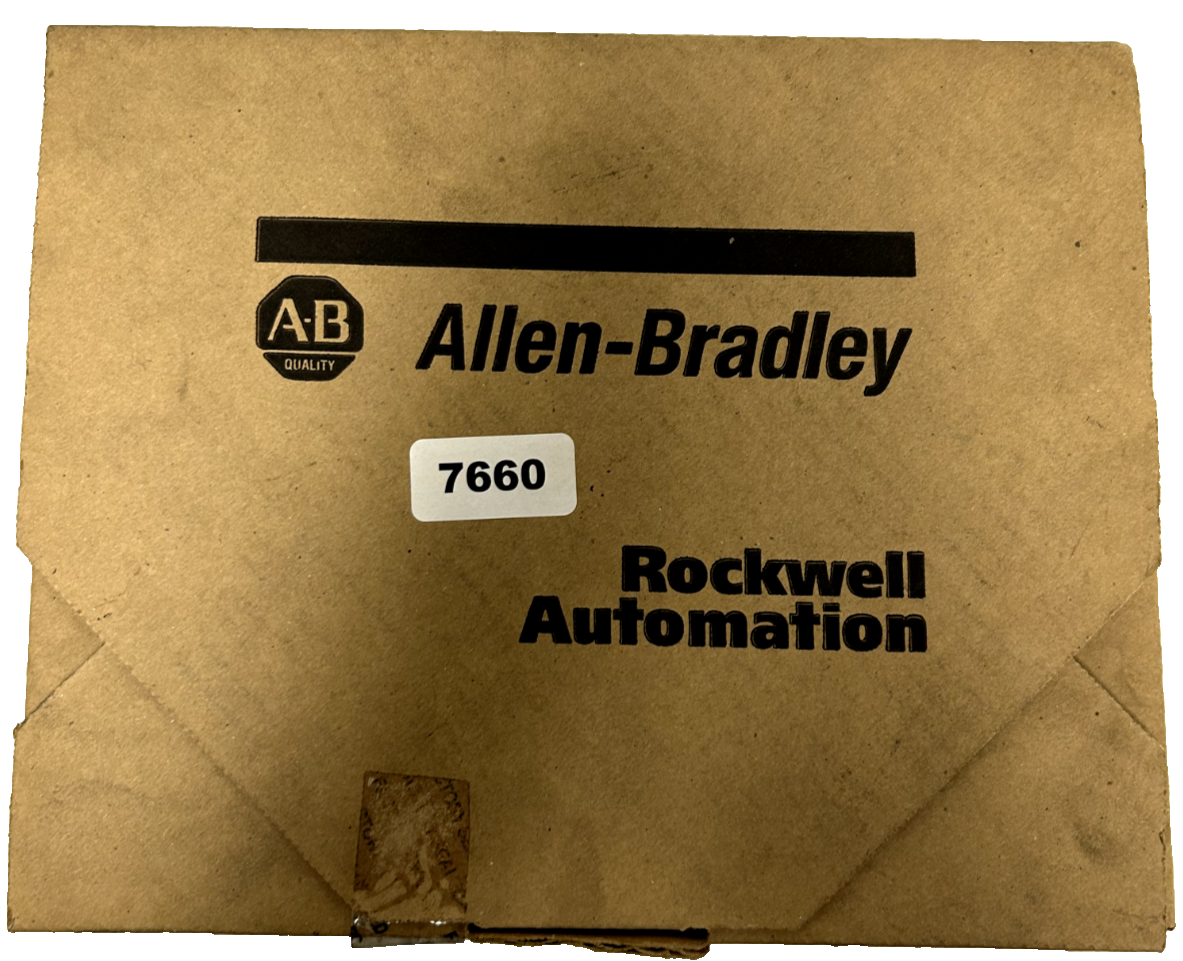 A-B
QUALITY
Allen-Bradley
7660
Rockwell
Automation